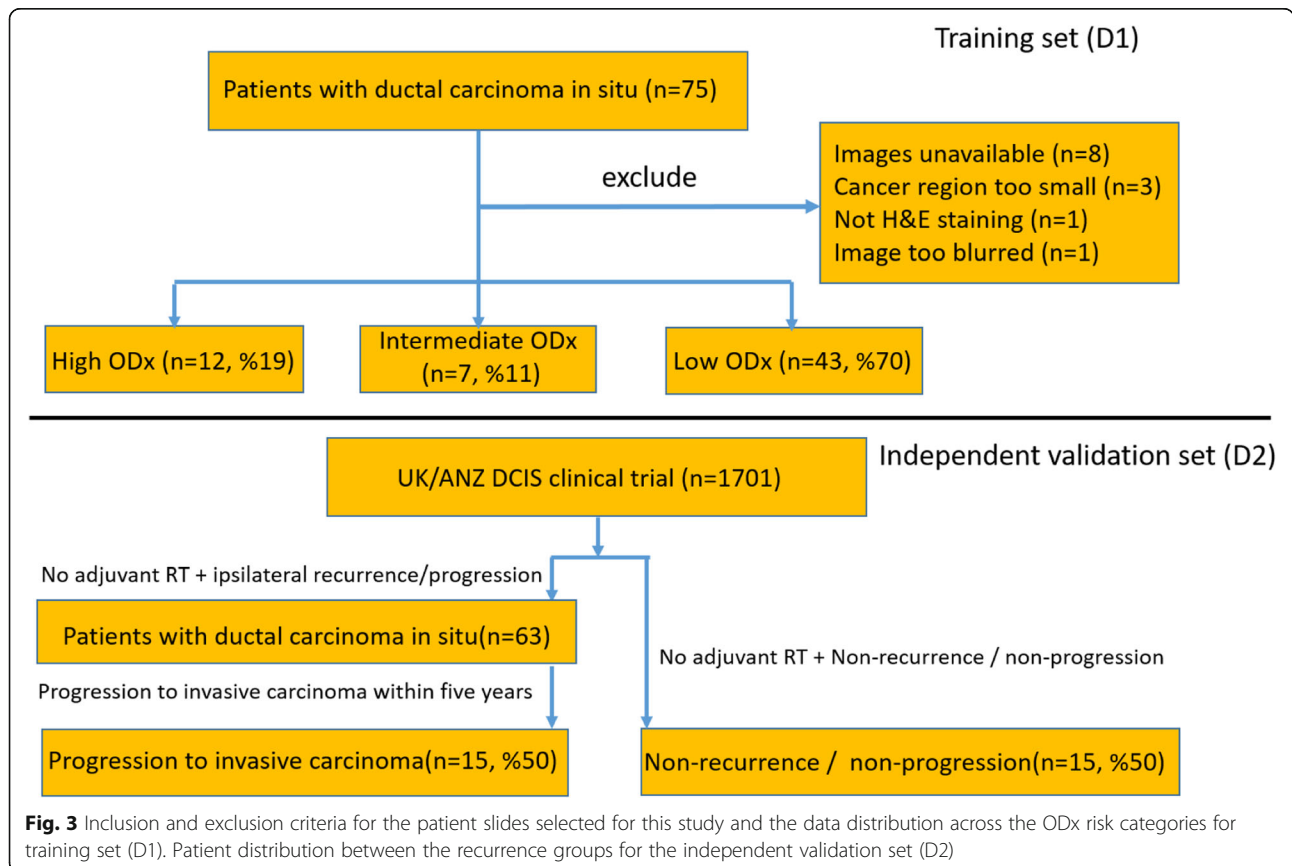 Training set (D1)
Patients with ductal carcinoma in situ (n=75)
exclude
Images unavailable (n=8)
Cancer region too small (n=3)
Not H&E staining (n=1)
Image too blurred (n=1)
High ODx (n=12, %19)
Intermediate ODx
(n=7, %11)
Low ODx (n=43, %70)
Independent validation set (D2)
UK/ANZ DCIS clinical trial (n=1701)
No adjuvant RT + ipsilateral recurrence/progression
Patients with ductal carcinoma in situ(n=63)
No adjuvant RT + Non-recurrence / non-progression
Progression to invasive carcinoma within five years
Progression to invasive carcinoma(n=15, %50)
Non-recurrence / non-progression(n=15, %50)
Fig. 3 Inclusion and exclusion criteria for the patient slides selected for this study and the data distribution across the ODx risk categories for
training set (D1). Patient distribution between the recurrence groups for the independent validation set (D2)